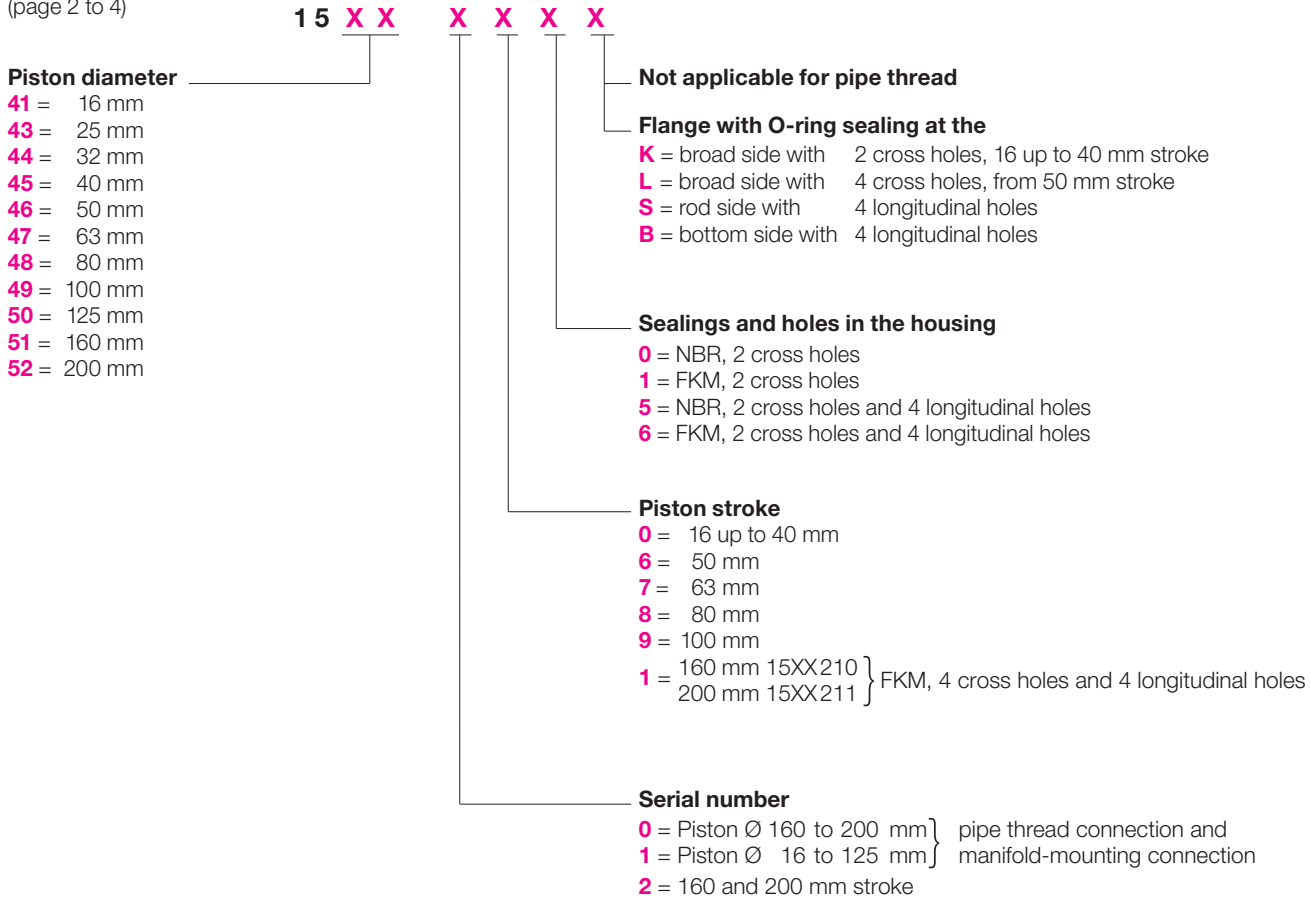 (page 2 to 4)
15 X X X X X X
Piston diameter
41 = 16 mm
43 = 25 mm
44 = 32 mm
45 = 40 mm
46 = 50 mm
47 = 63 mm
48 = 80 mm
49 = 100 mm
50 = 125 mm
51 = 160 mm
52 = 200 mm
Not applicable for pipe thread
Flange with O-ring sealing at the
K = broad side with 2 cross holes, 16 up to 40 mm stroke
L = broad side with 4 cross holes, from 50 mm stroke
S = rod side with 4 longitudinal holes
B = bottom side with 4 longitudinal holes
Sealings and holes in the housing
0 = NBR, 2 cross holes
1 = FKM, 2 cross holes
5 = NBR, 2 cross holes and 4 longitudinal holes
6 = FKM, 2 cross holes and 4 longitudinal holes
Piston stroke
0 = 16 up to 40 mm
6 = 50 mm
7 = 63 mm
8 = 80 mm
9 = 100 mm
1 = 160 mm 15XX210
200 mm 15XX211
FKM, 4 cross holes and 4 longitudinal holes
Serial number
0 = Piston Ø 160 to 200 mm pipe thread connection and
1 = Piston Ø 16 to 125 mm manifold-mounting connection
2 = 160 and 200 mm stroke